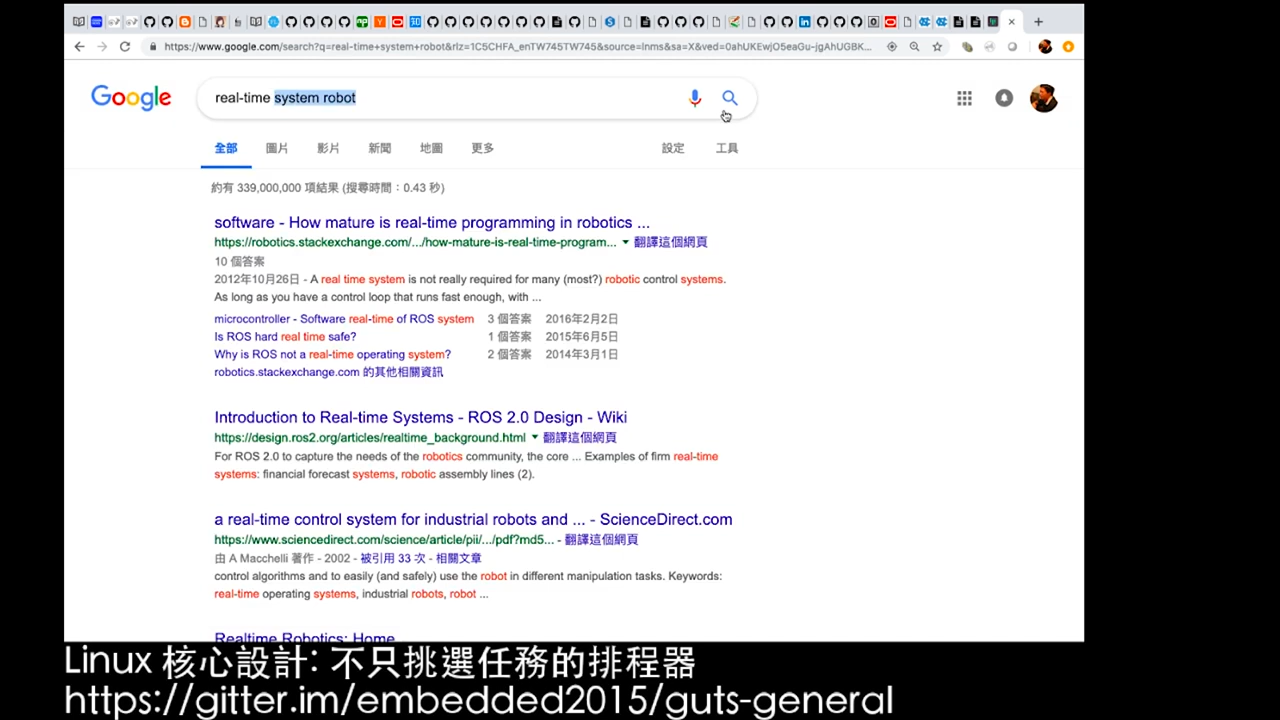 https://www.google.com/search?q=real-time+system+robot&rlz=1C5CHFA_enTW745TW745&source=lnms&sa=X&ved=0ahUKEwjO5eaGu-jgAhUGBK...
Google
real-time system robot
全部 圖片 影片 新聞 地圖 更多 設定 工具
約有 339,000,000 項結果 (搜尋時間：0.43 秒)
software - How mature is real-time programming in robotics ...
https://robotics.stackexchange.com/.../how-mature-is-real-time-program... 翻譯這個網頁
10 個答案
2012年10月26日 - A real time system is not really required for many (most?) robotic control systems.
As long as you have a control loop that runs fast enough, with ...
microcontroller - Software real-time of ROS system 3 個答案 2016年2月2日
Is ROS hard real time safe? 1 個答案 2015年6月5日
Why is ROS not a real-time operating system? 2 個答案 2014年3月1日
robotics.stackexchange.com 的其他相關資訊
Introduction to Real-time Systems - ROS 2.0 Design - Wiki
https://design.ros2.org/articles/realtime_background.html 翻譯這個網頁
For ROS 2.0 to capture the needs of the robotics community, the core ... Examples of firm real-time
systems: financial forecast systems, robotic assembly lines (2).
a real-time control system for industrial robots and ... - ScienceDirect.com
https://www.sciencedirect.com/science/article/pii/.../pdf?md5... - 翻譯這個網頁
由 A Macchelli 著作 - 2002 - 被引用 33 次 - 相關文章
control algorithms and to easily (and safely) use the robot in different manipulation tasks. Keywords:
real-time operating systems, industrial robots, robot ...
Realtime Robotics: Home
Linux 核心設計: 不只挑選任務的排程器
https://gitter.im/embedded2015/guts-general